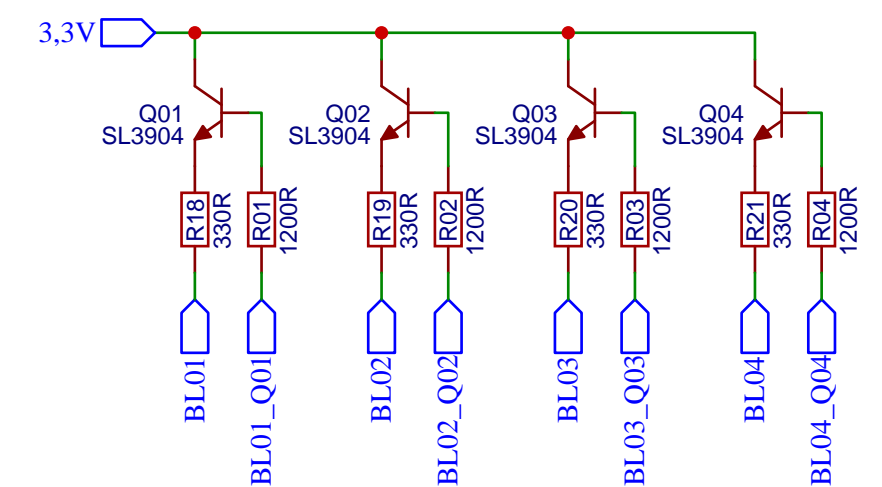 3,3V
Q01
SL3904
Q02
SL3904
Q03
SL3904
Q04
SL3904
R18
330R
R01
1200R
R19
330R
R02
1200R
R20
330R
R03
1200R
R21
330R
R04
1200R
BL01
BL01_Q01
BL02
BL02_Q02
BL03
BL03_Q03
BL04
BL04_Q04